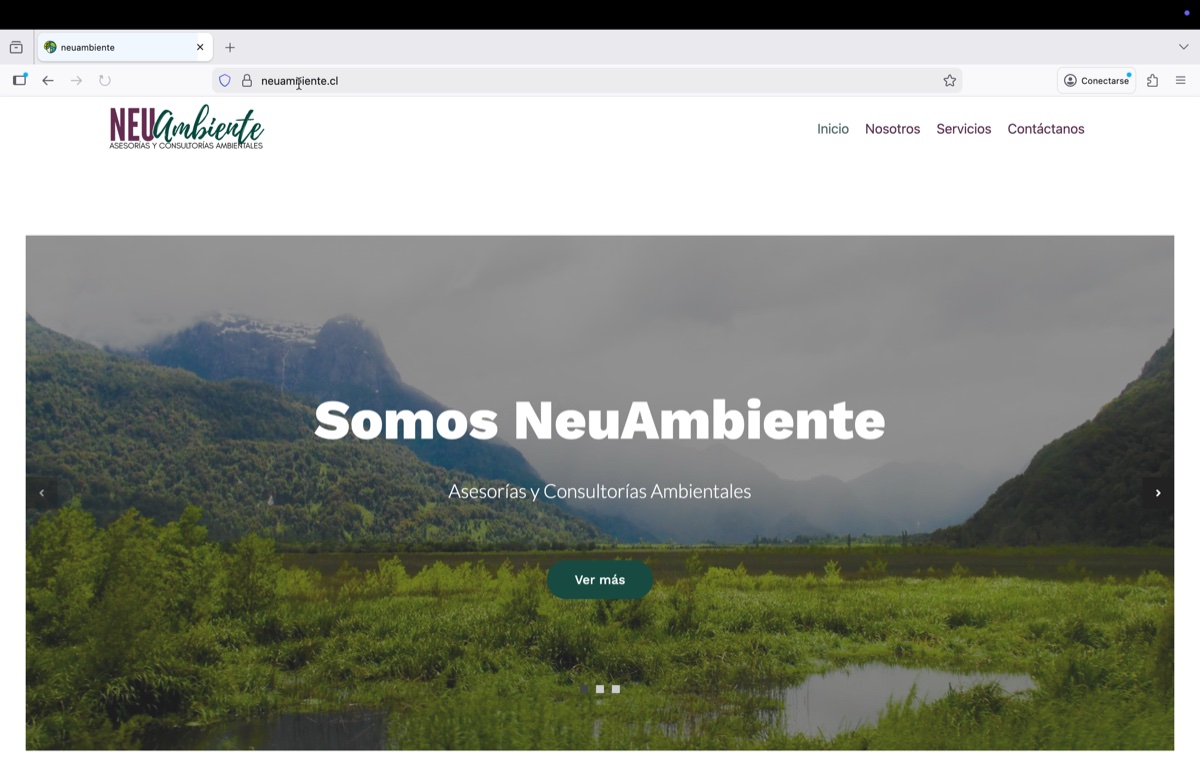 neuambiente
neuambiente.cl
Conectarse
NEUAmbiente
ASESORÍAS Y CONSULTORÍAS AMBIENTALES
Inicio Nosotros Servicios Contáctanos
Somos NeuAmbiente
Asesorías y Consultorías Ambientales
Ver más